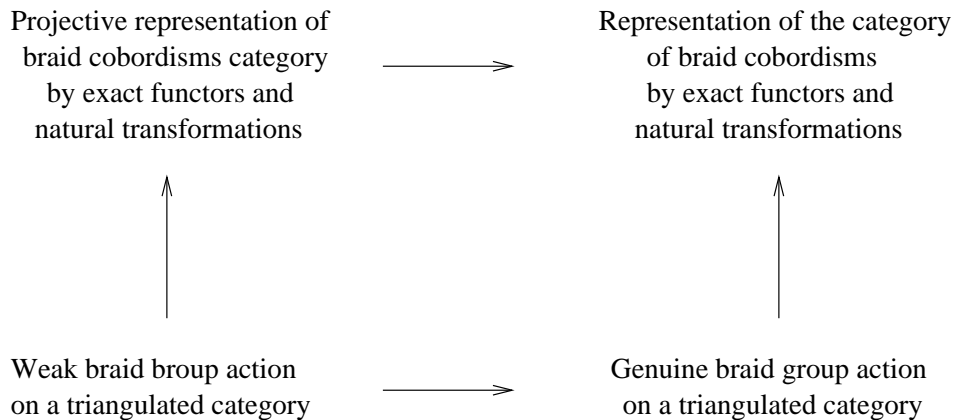 Projective representation of
braid cobordisms category
by exact functors and
natural transformations
Representation of the category
of braid cobordisms
by exact functors and
natural transformations
Weak braid broup action
on a triangulated category
Genuine braid group action
on a triangulated category